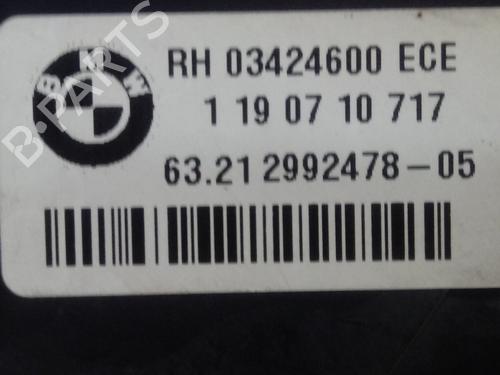 BMW
RH 03424600 ECE
1 19 07 10 717
63.21 2992478-05
B-PARTS